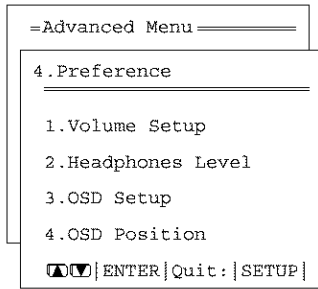 =Advanced Menu=
4.Preference
1.Volume Setup
2.Headphones Level
3.OSD Setup
4.OSD Position
▲▼|ENTER|Quit:|SETUP|